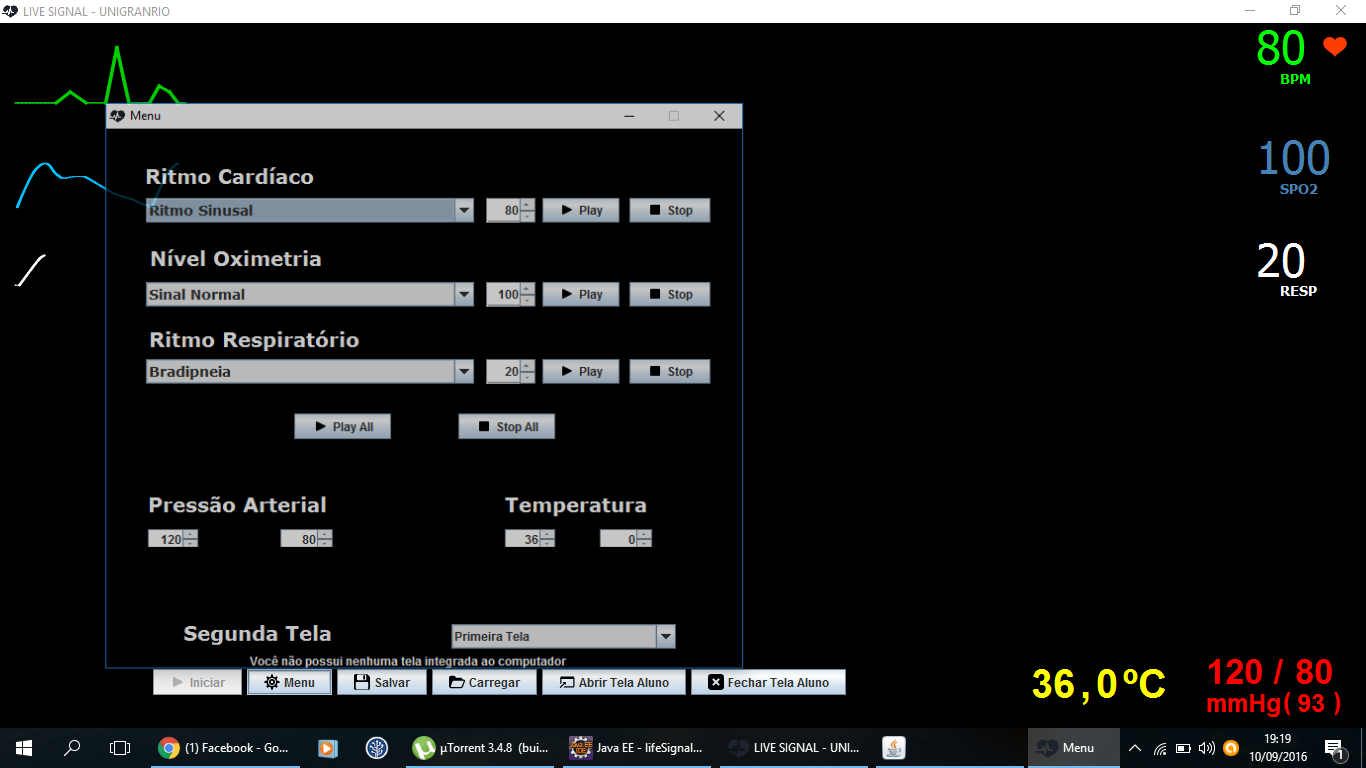 LIVE SIGNAL - UNIGRANRIO
80
BPM
Menu
100
SPO2
20
RESP
Ritmo Cardíaco
Ritmo Sinusal 80 Play Stop
Nível Oximetria
Sinal Normal 100 Play Stop
Ritmo Respiratório
Bradipneia 20 Play Stop
Play All Stop All
Pressão Arterial Temperatura
120 80 36 0
Segunda Tela Primeira Tela
Você não possui nenhuma tela integrada ao computador
Iniciar Menu Salvar Carregar Abrir Tela Aluno Fechar Tela Aluno
36,0ºC
120 / 80
mmHg( 93 )
(1) Facebook - Go... µTorrent 3.4.8 (bui... Java EE - lifeSignal... LIVE SIGNAL - UNI... Menu
19:19
10/09/2016
1